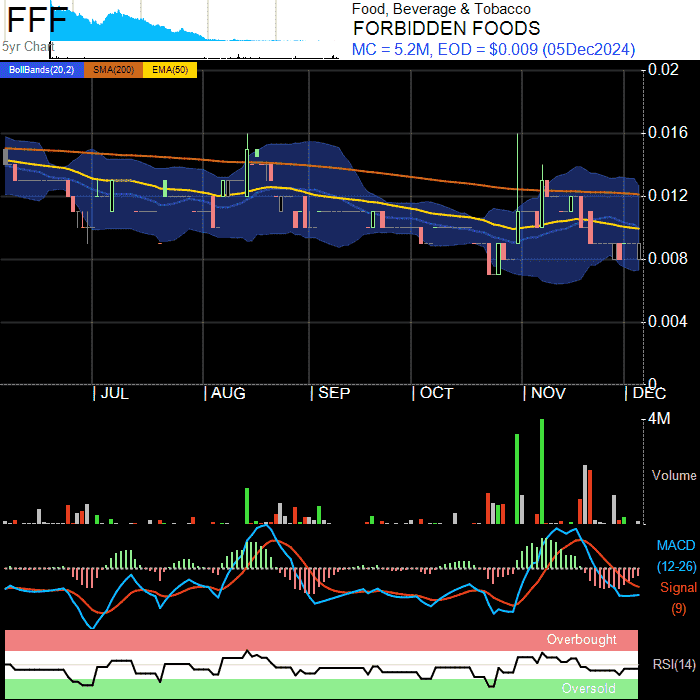 FFF
5yr Chart
Food, Beverage & Tobacco
FORBIDDEN FOODS
MC = 5.2M, EOD = $0.009 (05Dec2024)
BollBands(20,2) SMA(200) EMA(50)
0.02
0.016
0.012
0.008
0.004
0
| JUL | AUG | SEP | OCT | NOV | DEC
4M
Volume
MACD
(12-26)
Signal
(9)
Overbought
RSI(14)
Oversold